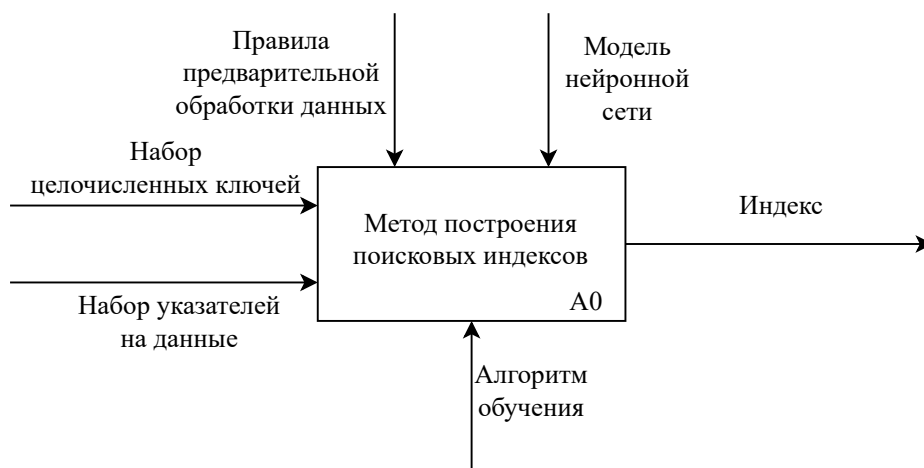 Правила
предварительной
обработки данных
Модель
нейронной
сети
Набор
целочисленных ключей
Метод построения
поисковых индексов
A0
Индекс
Набор указателей
на данные
Алгоритм
обучения